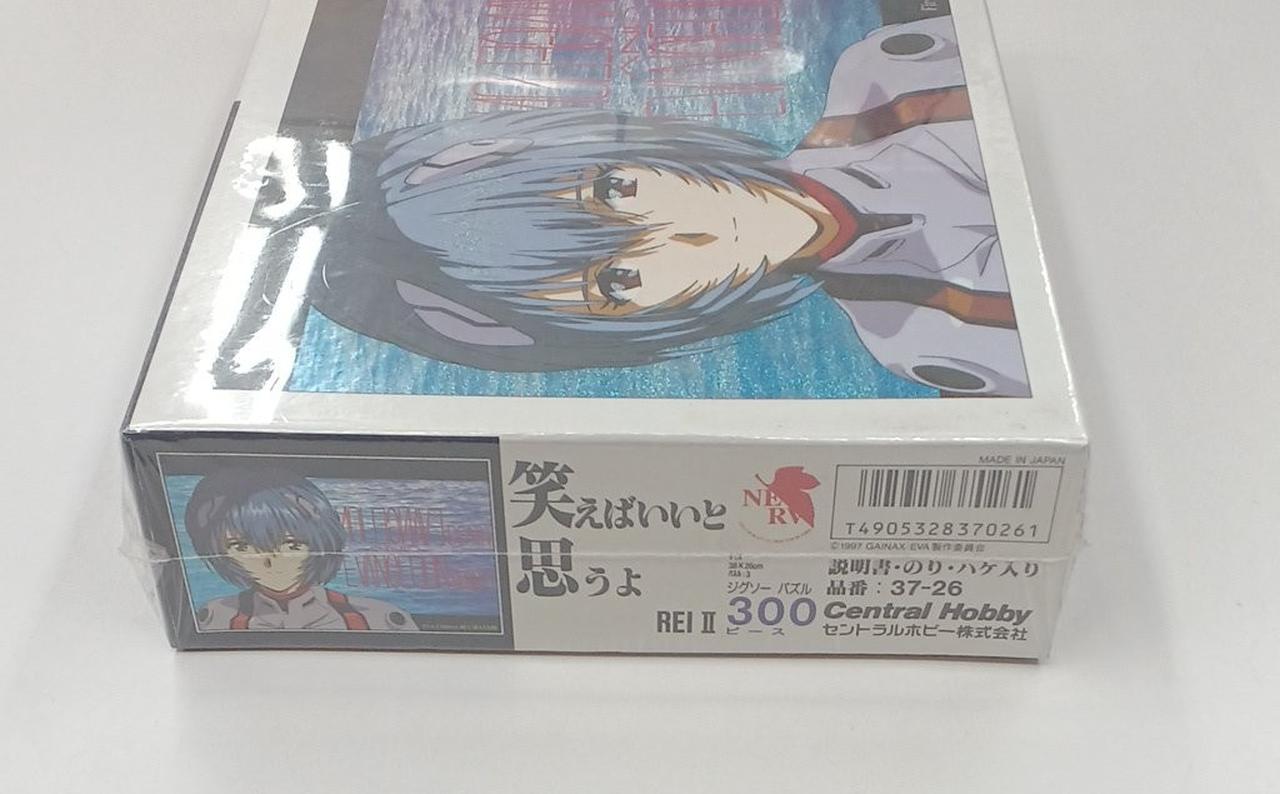 笑えばいいと
思うよ
REI II
NERV
38×26cm
ジグソー パズル
300
ピース
MADE IN JAPAN
T4905328370261
©1997 GAINAX/EVA製作委員会
説明書・のり・ハケ入り
品番：37-26
Central Hobby
セントラルホビー株式会社